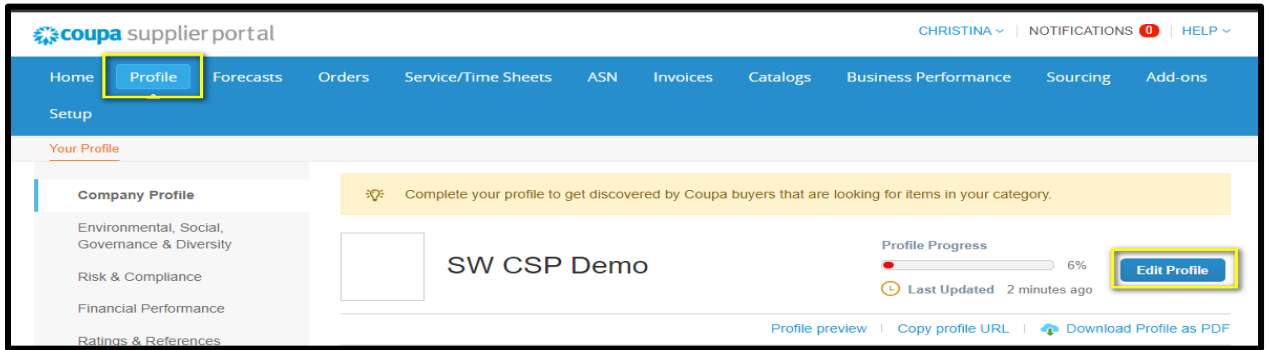 coupa supplier portal
CHRISTINA | NOTIFICATIONS 0 | HELP
Home Profile Forecasts Orders Service/Time Sheets ASN Invoices Catalogs Business Performance Sourcing Add-ons
Setup
Your Profile
Company Profile
Environmental, Social,
Governance & Diversity
Risk & Compliance
Financial Performance
Ratings & References
Complete your profile to get discovered by Coupa buyers that are looking for items in your category.
SW CSP Demo
Profile Progress
6%
Last Updated 2 minutes ago
Edit Profile
Profile preview | Copy profile URL | Download Profile as PDF